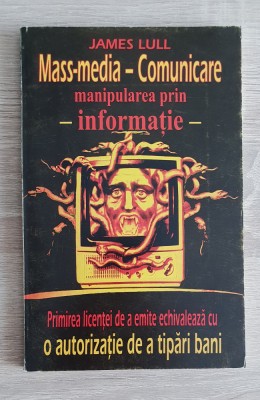 JAMES LULL
Mass-media – Comunicare
manipularea prin
– informație –
Primirea licenței de a emite echivalează cu
o autorizație de a tipări bani